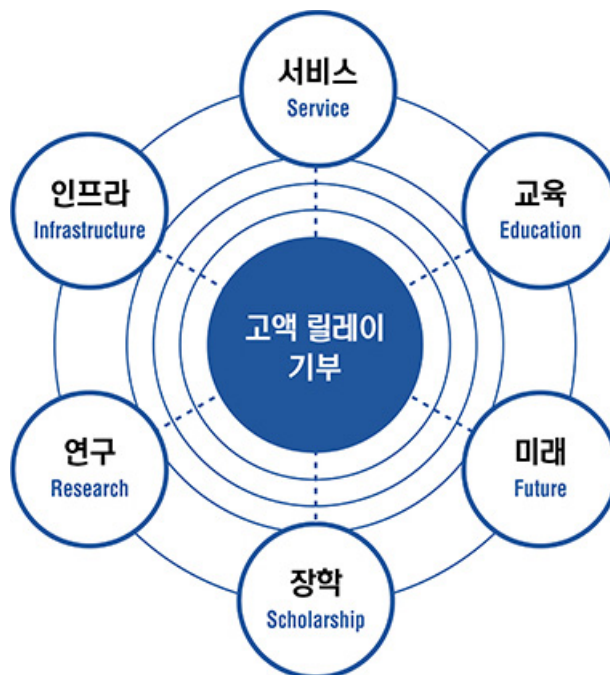 서비스
Service
인프라
Infrastructure
교육
Education
고액 릴레이
기부
연구
Research
미래
Future
장학
Scholarship